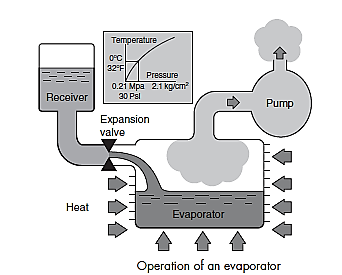 Temperature
0°C
32°F
Pressure
0.21 Mpa 2.1 kg/cm²
30 Psi
Receiver
Pump
Expansion
valve
Heat
Evaporator
Operation of an evaporator